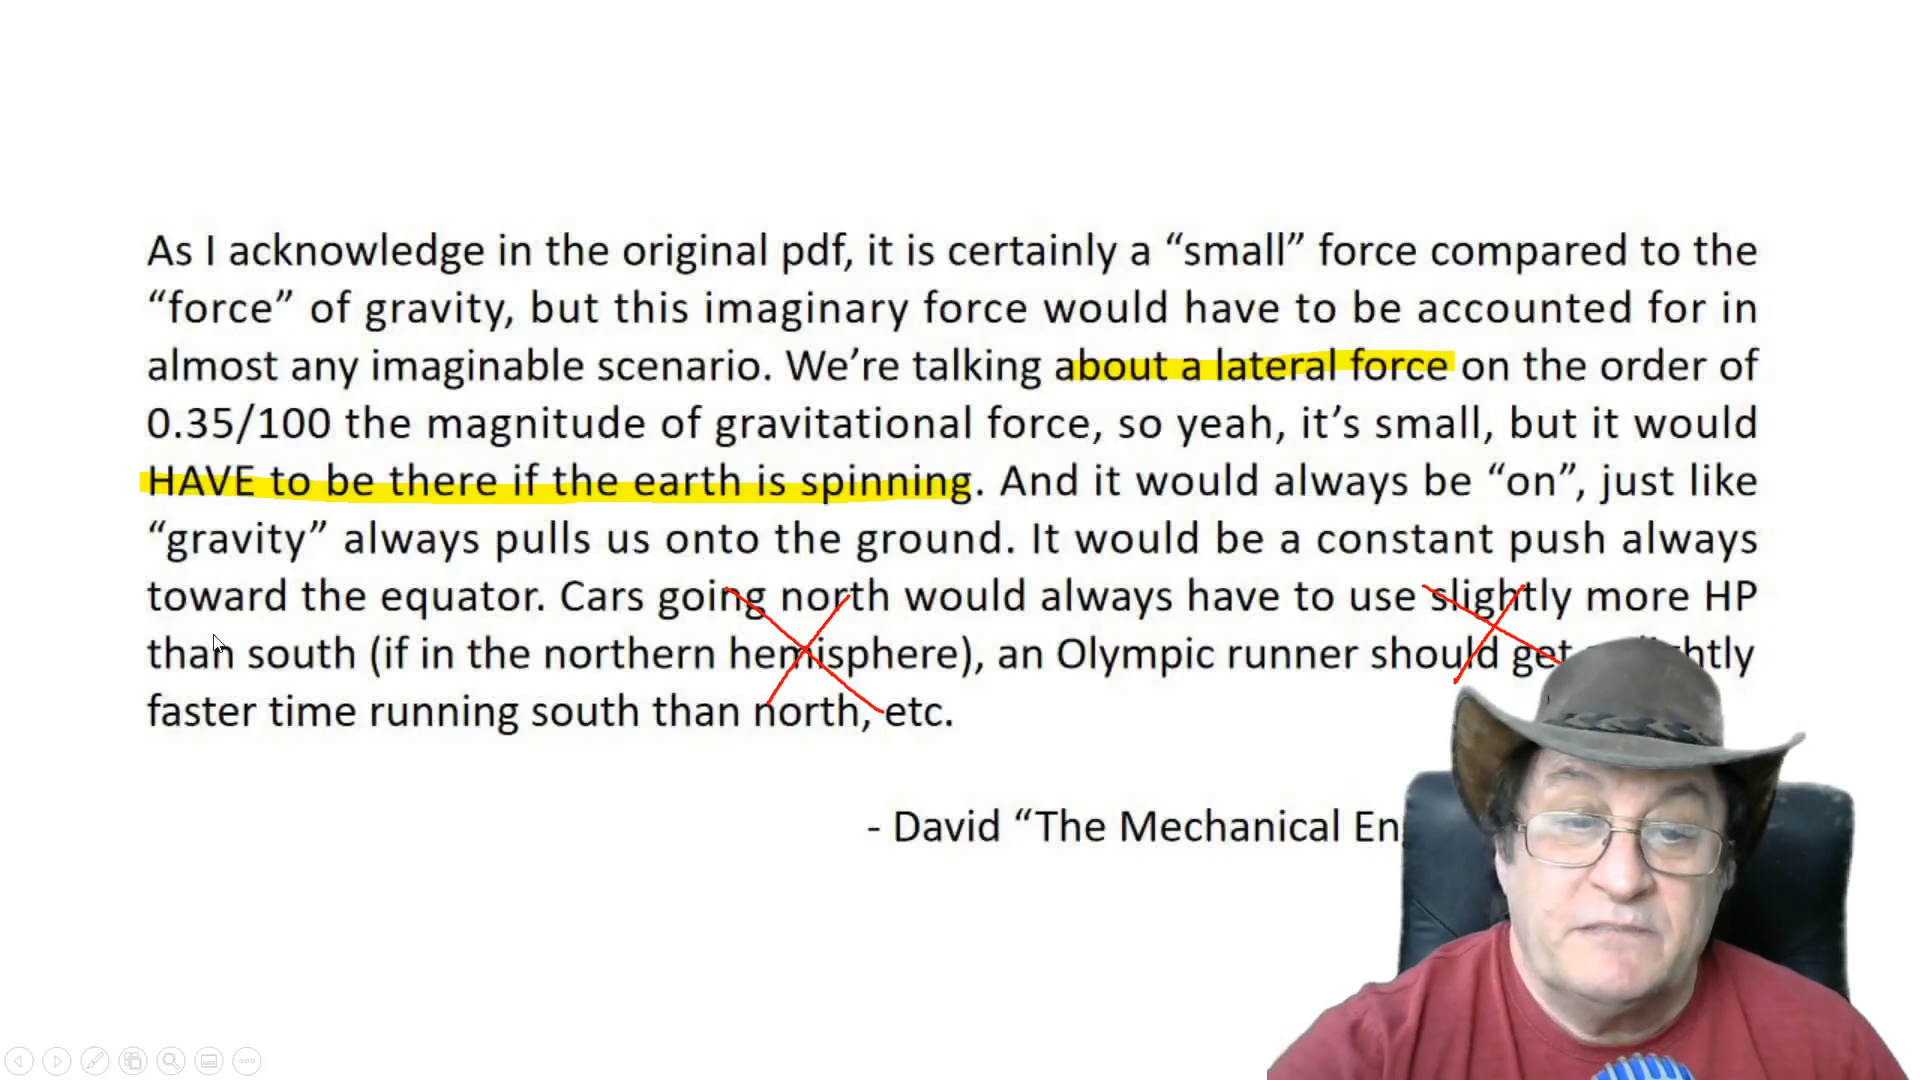 As I acknowledge in the original pdf, it is certainly a “small” force compared to the
“force” of gravity, but this imaginary force would have to be accounted for in
almost any imaginable scenario. We’re talking about a lateral force on the order of
0.35/100 the magnitude of gravitational force, so yeah, it’s small, but it would
HAVE to be there if the earth is spinning. And it would always be “on”, just like
“gravity” always pulls us onto the ground. It would be a constant push always
toward the equator. Cars going north would always have to use slightly more HP
than south (if in the northern hemisphere), an Olympic runner should get
faster time running south than north, etc.
- David “The Mechanical